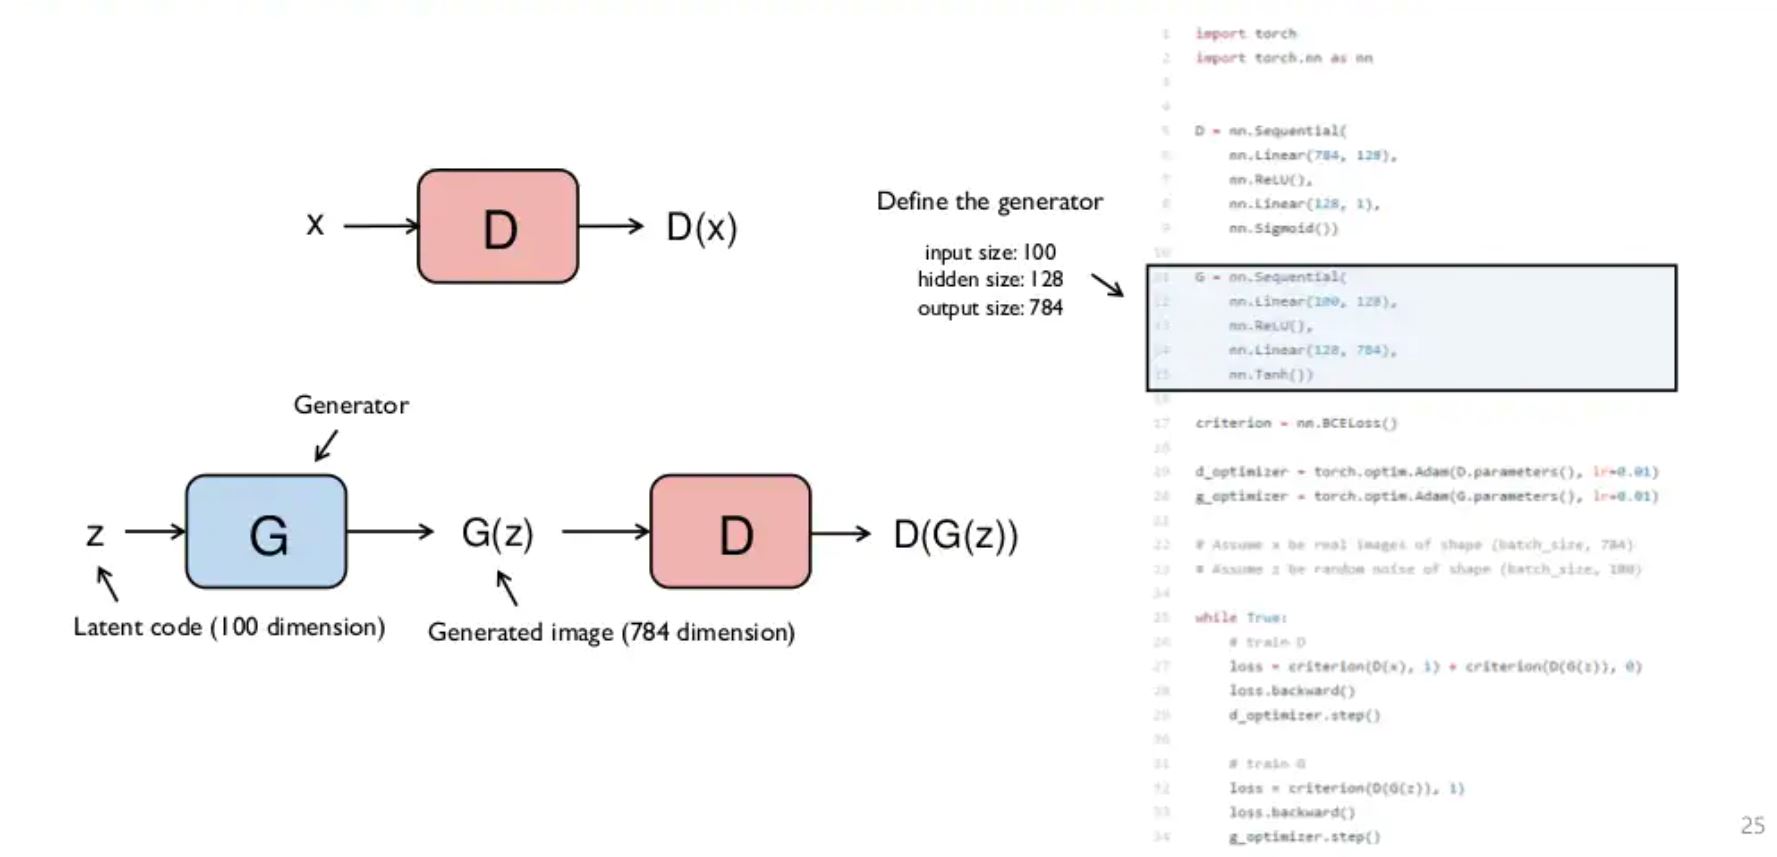 x
D
D(x)
Define the generator
input size: 100
hidden size: 128
output size: 784
Generator
z
G
G(z)
D
D(G(z))
Latent code (100 dimension)
Generated image (784 dimension)
1 import torch
2 import torch.nn as nn
3
4
5 D = nn.Sequential(
6 nn.Linear(784, 128),
7 nn.ReLU(),
8 nn.Linear(128, 1),
9 nn.Sigmoid())
10
11 G = nn.Sequential(
12 nn.Linear(100, 128),
13 nn.ReLU(),
14 nn.Linear(128, 784),
15 nn.Tanh())
16
17 criterion = nn.BCELoss()
18
19 d_optimizer = torch.optim.Adam(D.parameters(), lr=0.01)
20 g_optimizer = torch.optim.Adam(G.parameters(), lr=0.01)
21
22 # Assume x be real images of shape (batch_size, 784)
23 # Assume z be random noise of shape (batch_size, 100)
24
25 while True:
26 # train D
27 loss = criterion(D(x), 1) + criterion(D(G(z)), 0)
28 loss.backward()
29 d_optimizer.step()
30
31 # train G
32 loss = criterion(D(G(z)), 1)
33 loss.backward()
34 g_optimizer.step()
25